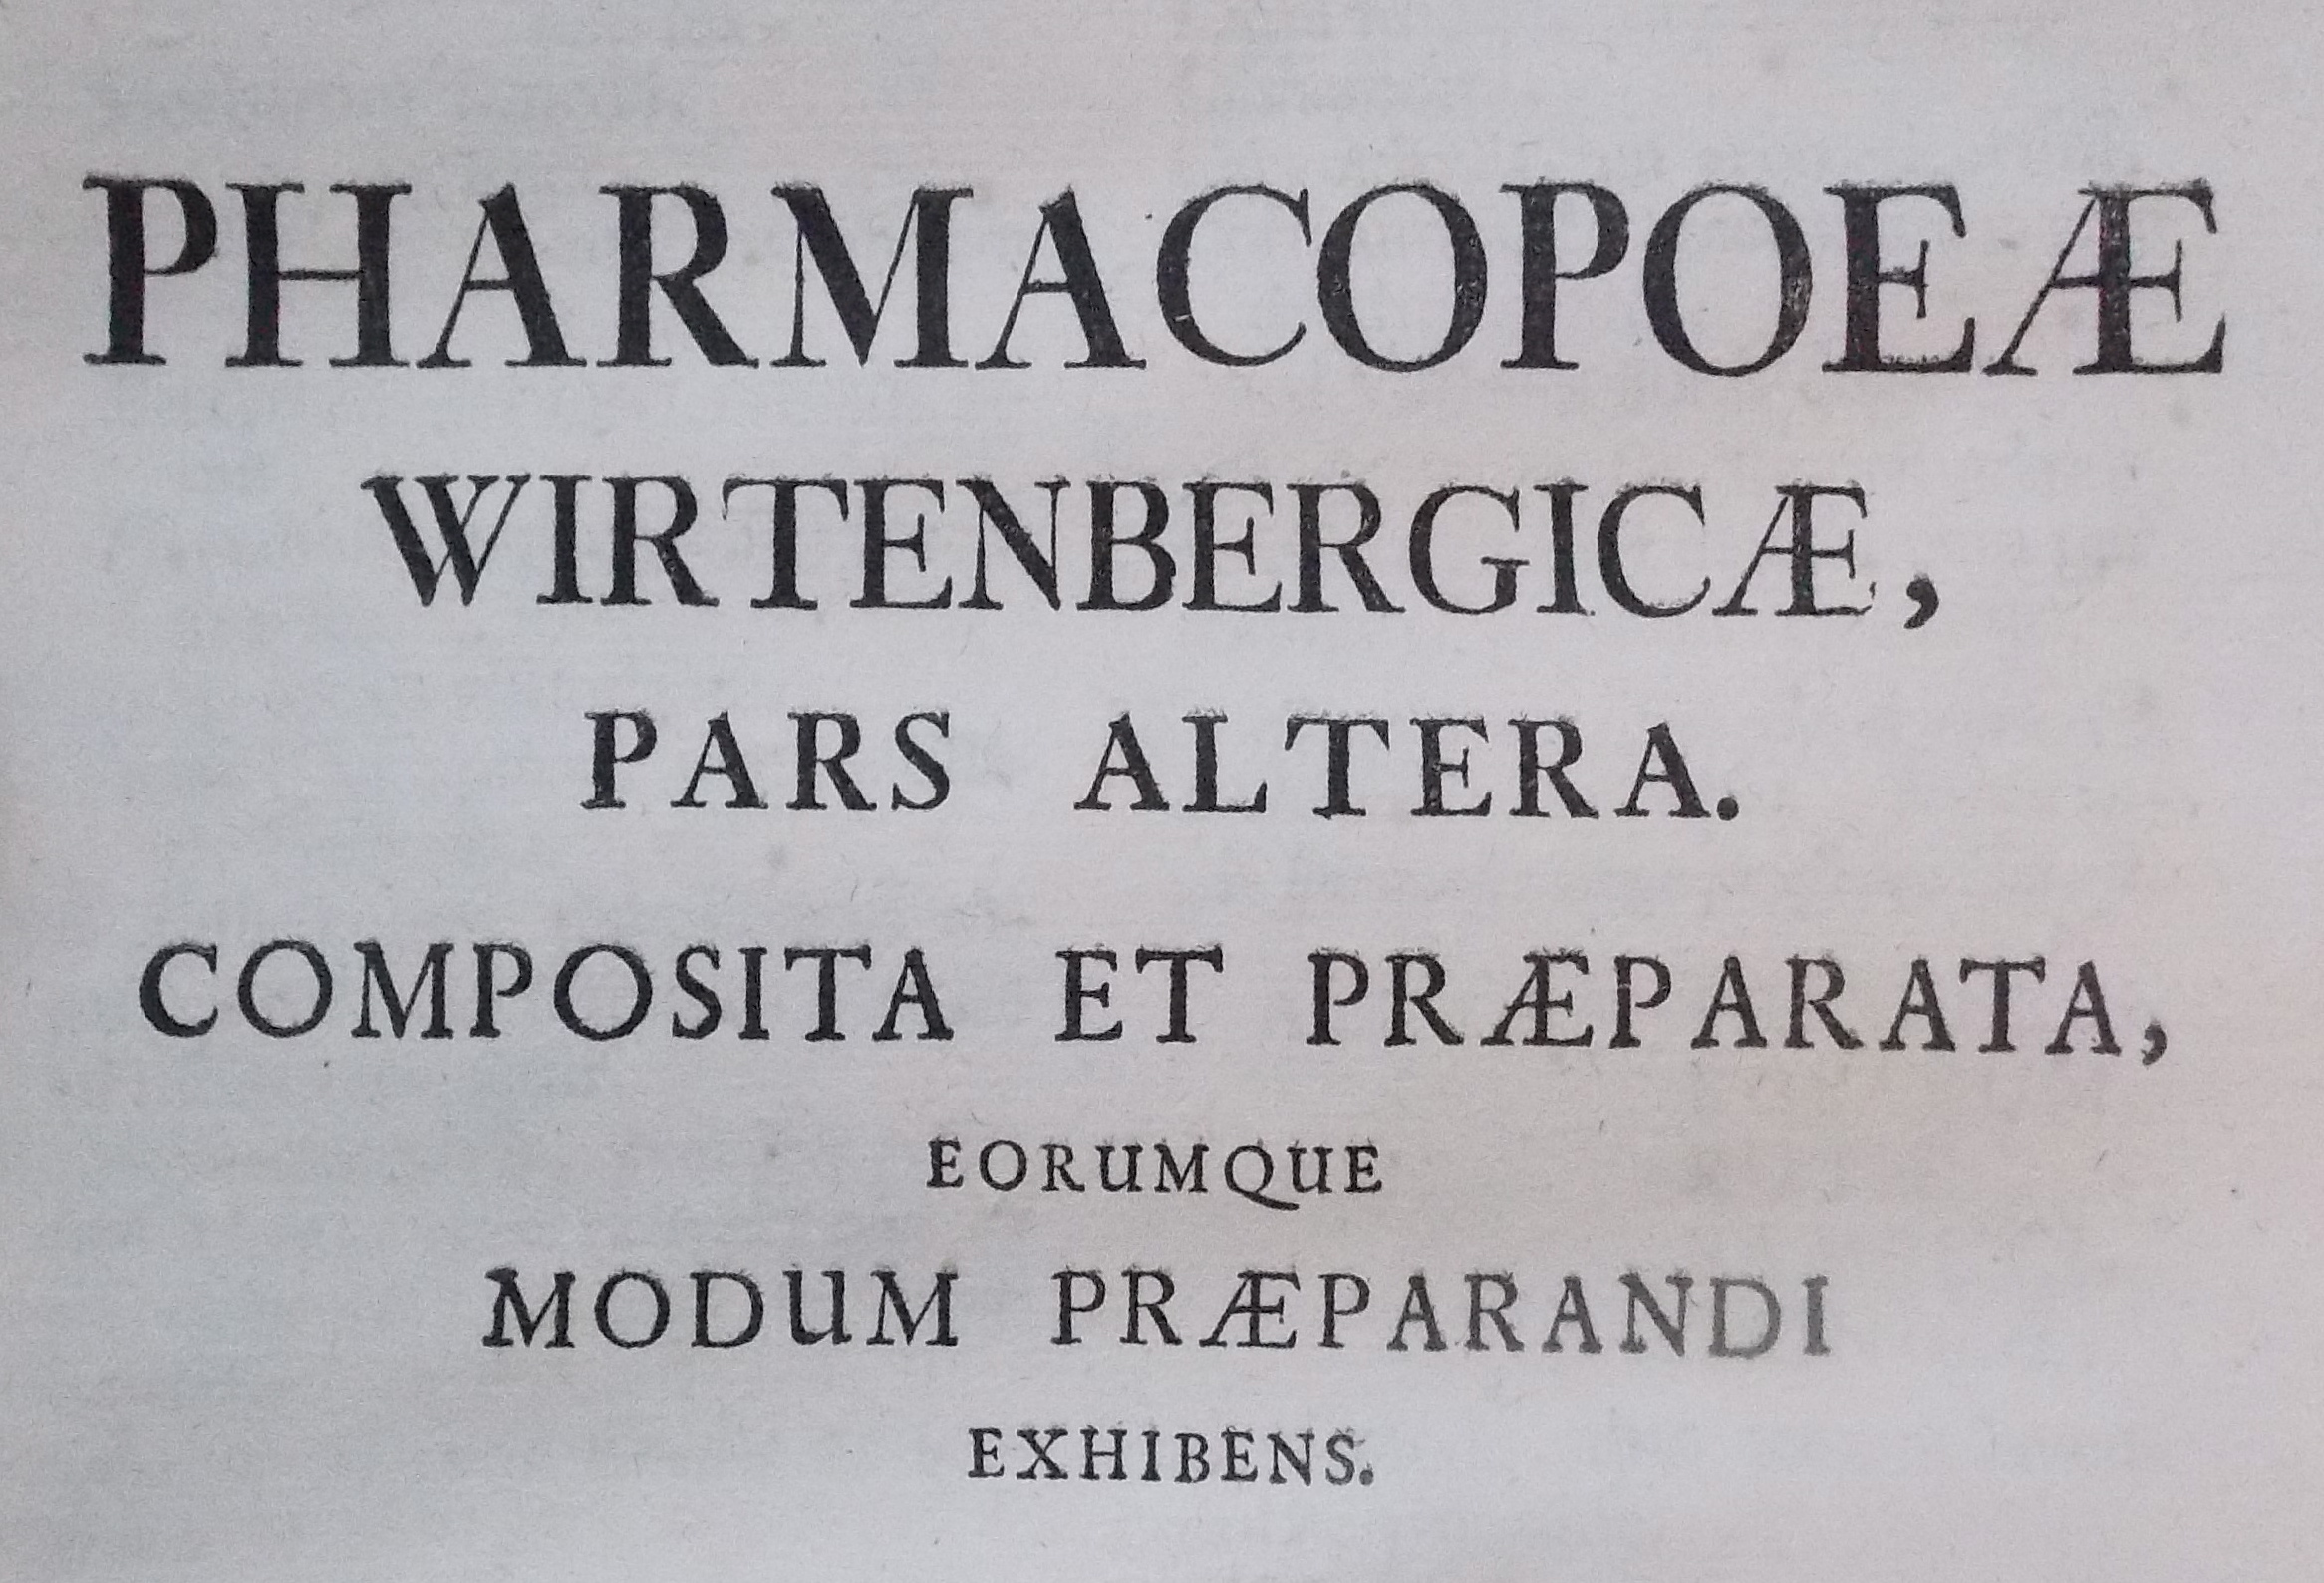 PHARMACOPOEÆ
WIRTENBERGICÆ,
PARS ALTERA.
COMPOSITA ET PRÆPARATA,
EORUMQUE
MODUM PRÆPARANDI
EXHIBENS.